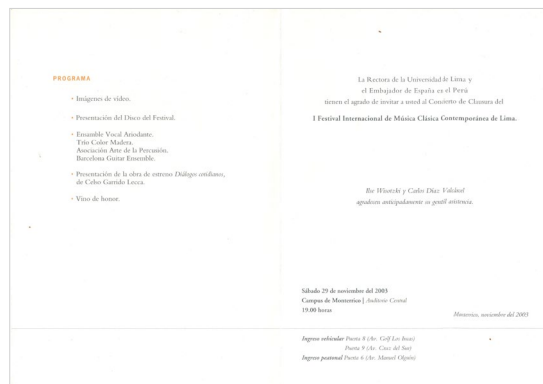 PROGRAMA
• Imágenes de video.
• Presentación del Disco del Festival.
• Ensamble Vocal Ariodante.
Trío Color Madera.
Asociación Arte de la Percusión.
Barcelona Guitar Ensemble.
• Presentación de la obra de estreno Diálogos cotidianos,
de Celso Garrido Lecca.
• Vino de honor.
La Rectora de la Universidad de Lima y
el Embajador de España en el Perú
tienen el agrado de invitar a usted al Concierto de Clausura del
I Festival Internacional de Música Clásica Contemporánea de Lima.
Ilse Wisotzki y Carlos Díaz Valcárcel
agradecen anticipadamente su gentil asistencia.
Sábado 29 de noviembre del 2003
Campus de Monterrico | Auditorio Central
19.00 horas
Monterrico, noviembre del 2003
Ingreso vehicular Puerta 8 (Av. Golf Los Incas)
Puerta 9 (Av. Cruz del Sur)
Ingreso peatonal Puerta 6 (Av. Manuel Olguín)